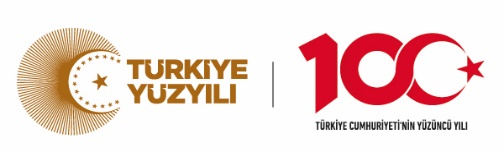 TÜRKİYE
YÜZYILI
100
TÜRKİYE CUMHURİYETİ'NİN YÜZÜNCÜ YILI